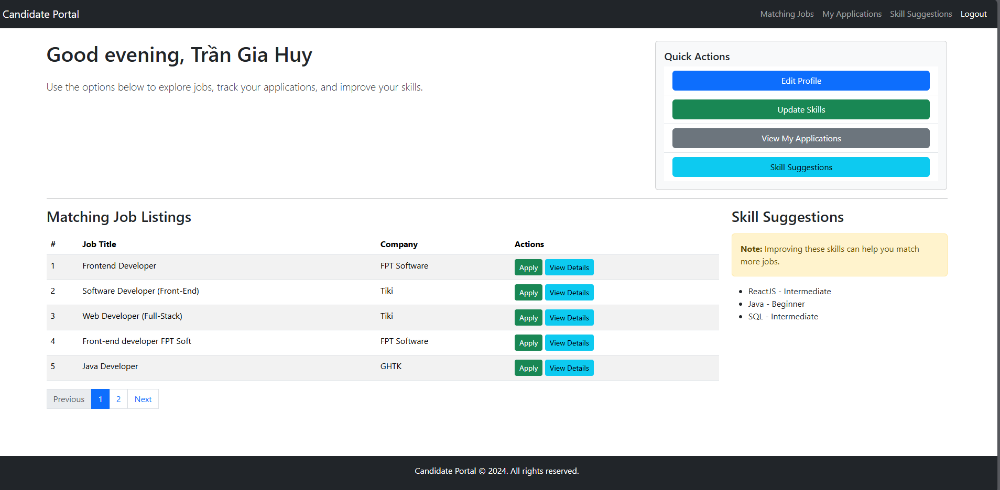 Candidate Portal
Matching Jobs My Applications Skill Suggestions Logout
Good evening, Trần Gia Huy
Use the options below to explore jobs, track your applications, and improve your skills.
Quick Actions
Edit Profile
Update Skills
View My Applications
Skill Suggestions
Matching Job Listings
# Job Title Company Actions
1 Frontend Developer FPT Software Apply View Details
2 Software Developer (Front-End) Tiki Apply View Details
3 Web Developer (Full-Stack) Tiki Apply View Details
4 Front-end developer FPT Soft FPT Software Apply View Details
5 Java Developer GHTK Apply View Details
Previous 1 2 Next
Skill Suggestions
Note: Improving these skills can help you match
more jobs.
• ReactJS - Intermediate
• Java - Beginner
• SQL - Intermediate
Candidate Portal © 2024. All rights reserved.